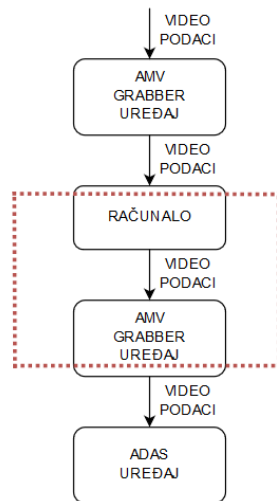 VIDEO
PODACI
AMV
GRABBER
UREĐAJ
VIDEO
PODACI
RAČUNALO
VIDEO
PODACI
AMV
GRABBER
UREĐAJ
VIDEO
PODACI
ADAS
UREĐAJ